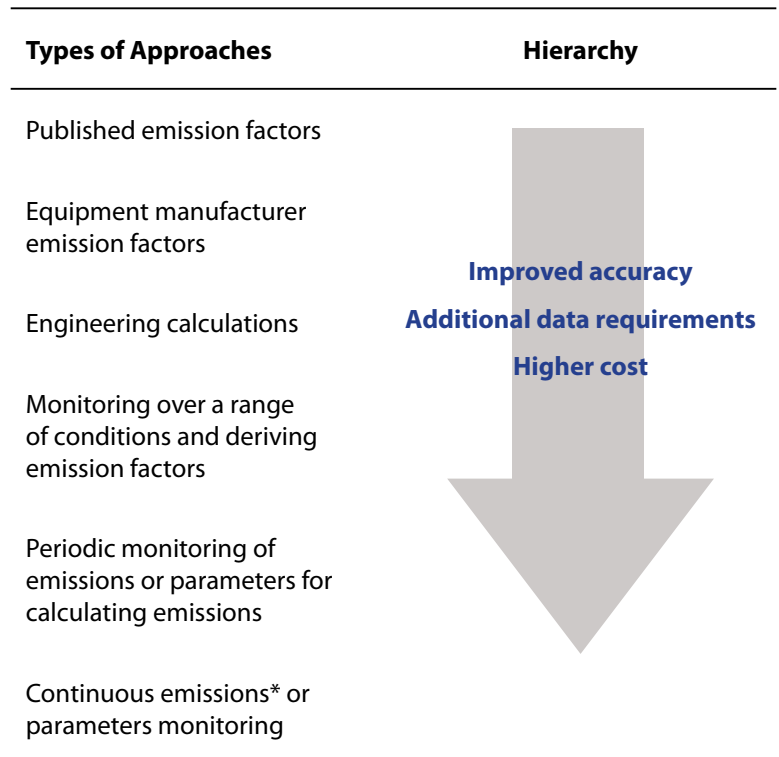 Types of Approaches
Hierarchy
Published emission factors
Equipment manufacturer
emission factors
Engineering calculations
Monitoring over a range
of conditions and deriving
emission factors
Periodic monitoring of
emissions or parameters for
calculating emissions
Continuous emissions* or
parameters monitoring
Improved accuracy
Additional data requirements
Higher cost